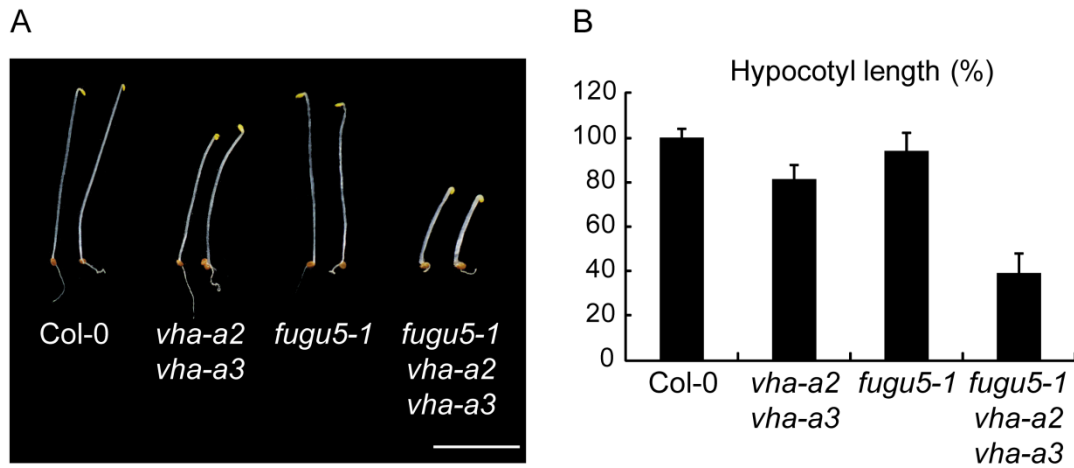 A
Col-0
vha-a2
vha-a3
fugu5-1
fugu5-1
vha-a2
vha-a3
B
Hypocotyl length (%)
120
100
80
60
40
20
0
Col-0
vha-a2
vha-a3
fugu5-1
fugu5-1
vha-a2
vha-a3